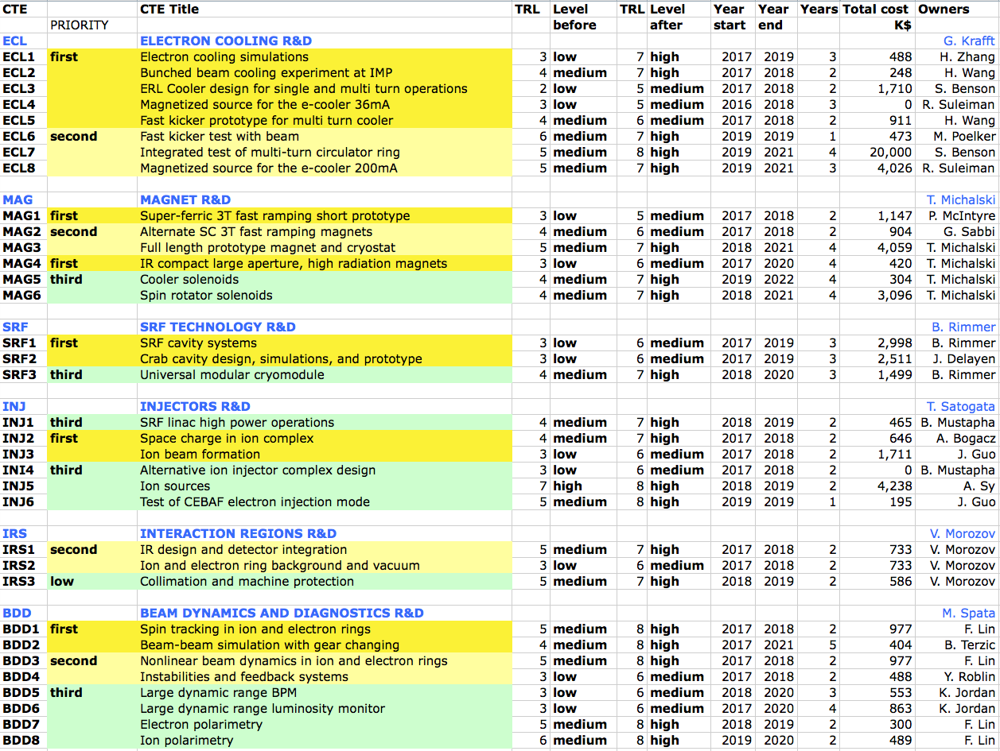 CTE CTE Title TRL Level TRL Level Year Year Years Total cost Owners
PRIORITY before after start end K$
ECL ELECTRON COOLING R&D G. Krafft
ECL1 first Electron cooling simulations 3 low 7 high 2017 2019 3 488 H. Zhang
ECL2 Bunched beam cooling experiment at IMP 4 medium 7 high 2017 2018 2 248 H. Wang
ECL3 ERL Cooler design for single and multi turn operations 2 low 5 medium 2017 2018 2 1,710 S. Benson
ECL4 Magnetized source for the e-cooler 36mA 3 low 5 medium 2016 2018 3 0 R. Suleiman
ECL5 Fast kicker prototype for multi turn cooler 4 medium 6 medium 2017 2018 2 911 H. Wang
ECL6 second Fast kicker test with beam 6 medium 7 high 2019 2019 1 473 M. Poelker
ECL7 Integrated test of multi-turn circulator ring 5 medium 8 high 2019 2021 4 20,000 S. Benson
ECL8 Magnetized source for the e-cooler 200mA 5 medium 7 high 2019 2021 3 4,026 R. Suleiman
MAG MAGNET R&D T. Michalski
MAG1 first Super-ferric 3T fast ramping short prototype 3 low 5 medium 2017 2018 2 1,147 P. McIntyre
MAG2 second Alternate SC 3T fast ramping magnets 4 medium 6 medium 2017 2018 2 904 G. Sabbi
MAG3 Full length prototype magnet and cryostat 5 medium 7 high 2018 2021 4 4,059 T. Michalski
MAG4 first IR compact large aperture, high radiation magnets 3 low 6 medium 2017 2020 4 420 T. Michalski
MAG5 third Cooler solenoids 4 medium 7 high 2019 2022 4 304 T. Michalski
MAG6 Spin rotator solenoids 4 medium 7 high 2018 2021 4 3,096 T. Michalski
SRF SRF TECHNOLOGY R&D B. Rimmer
SRF1 first SRF cavity systems 3 low 6 medium 2017 2019 3 2,998 B. Rimmer
SRF2 Crab cavity design, simulations, and prototype 3 low 6 medium 2017 2019 3 2,511 J. Delayen
SRF3 third Universal modular cryomodule 4 medium 7 high 2018 2020 3 1,499 B. Rimmer
INJ INJECTORS R&D T. Satogata
INJ1 third SRF linac high power operations 4 medium 7 high 2018 2019 2 465 B. Mustapha
INJ2 first Space charge in ion complex 4 medium 7 high 2017 2018 2 646 A. Bogacz
INJ3 Ion beam formation 3 low 6 medium 2017 2018 2 1,711 J. Guo
INI4 third Alternative ion injector complex design 3 low 6 medium 2017 2018 2 0 B. Mustapha
INJ5 Ion sources 7 high 8 high 2018 2019 2 4,238 A. Sy
INJ6 Test of CEBAF electron injection mode 5 medium 8 high 2019 2019 1 195 J. Guo
IRS INTERACTION REGIONS R&D V. Morozov
IRS1 second IR design and detector integration 5 medium 7 high 2017 2018 2 733 V. Morozov
IRS2 Ion and electron ring background and vacuum 3 low 6 medium 2017 2018 2 733 V. Morozov
IRS3 low Collimation and machine protection 5 medium 7 high 2018 2019 2 586 V. Morozov
BDD BEAM DYNAMICS AND DIAGNOSTICS R&D M. Spata
BDD1 first Spin tracking in ion and electron rings 5 medium 8 high 2017 2018 2 977 F. Lin
BDD2 Beam-beam simulation with gear changing 4 medium 8 high 2017 2021 5 404 B. Terzic
BDD3 second Nonlinear beam dynamics in ion and electron rings 5 medium 8 high 2017 2018 2 977 F. Lin
BDD4 Instabilities and feedback systems 3 low 6 medium 2017 2018 2 488 Y. Roblin
BDD5 third Large dynamic range BPM 3 low 6 medium 2018 2020 3 553 K. Jordan
BDD6 Large dynamic range luminosity monitor 3 low 6 medium 2017 2020 4 863 K. Jordan
BDD7 Electron polarimetry 5 medium 8 high 2018 2019 2 300 F. Lin
BDD8 Ion polarimetry 6 medium 8 high 2019 2020 2 489 F. Lin